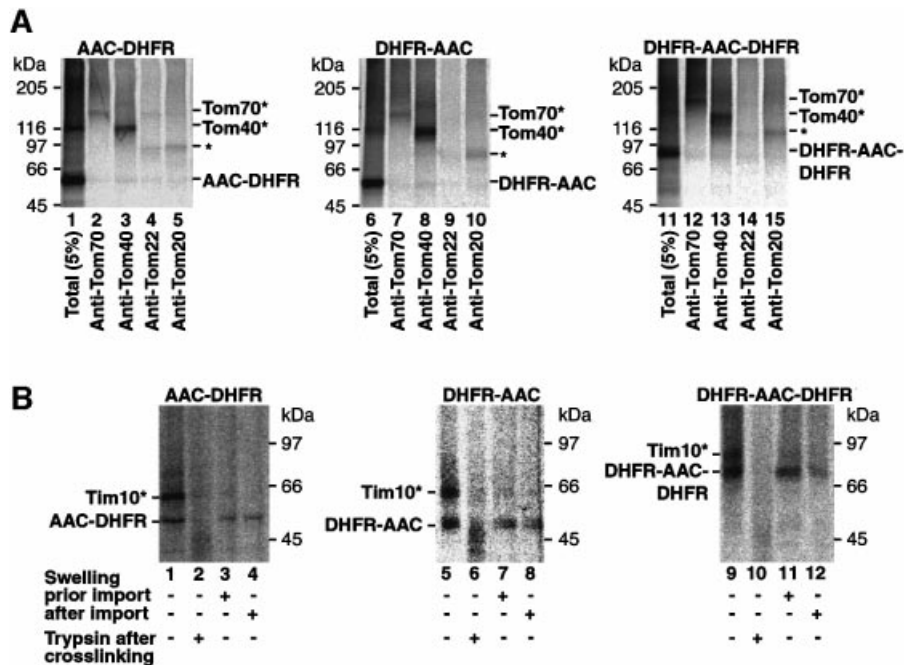 A
AAC-DHFR
DHFR-AAC
DHFR-AAC-DHFR
kDa
205
116
97
66
45
Tom70*
Tom40*
*
AAC-DHFR
kDa
205
116
97
66
45
Tom70*
Tom40*
*
DHFR-AAC
kDa
205
116
97
66
45
Tom70*
Tom40*
*
DHFR-AAC-
DHFR
1 2 3 4 5
6 7 8 9 10
11 12 13 14 15
Total (5%)
Anti-Tom70
Anti-Tom40
Anti-Tom22
Anti-Tom20
Total (5%)
Anti-Tom70
Anti-Tom40
Anti-Tom22
Anti-Tom20
Total (5%)
Anti-Tom70
Anti-Tom40
Anti-Tom22
Anti-Tom20
B
AAC-DHFR
DHFR-AAC
DHFR-AAC-DHFR
Tim10*
AAC-DHFR
kDa
97
66
45
Tim10*
DHFR-AAC
kDa
97
66
45
Tim10*
DHFR-AAC-
DHFR
kDa
97
66
45
1 2 3 4
5 6 7 8
9 10 11 12
Swelling
prior import - - + - - - + - - - + -
after import - - - + - - - + - - - +
Trypsin after
crosslinking - + - - - + - - - + - -